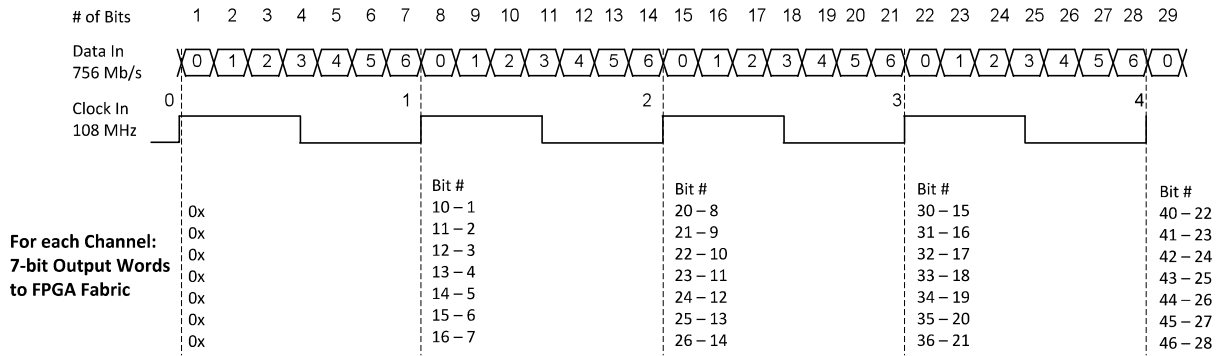 # of Bits 1 2 3 4 5 6 7 8 9 10 11 12 13 14 15 16 17 18 19 20 21 22 23 24 25 26 27 28 29
Data In
756 Mb/s
0 1 2 3 4 5 6 0 1 2 3 4 5 6 0 1 2 3 4 5 6 0 1 2 3 4 5 6 0
0 1 2 3 4
Clock In
108 MHz
For each Channel:
7-bit Output Words
to FPGA Fabric
0x
0x
0x
0x
0x
0x
0x
Bit #
10 – 1
11 – 2
12 – 3
13 – 4
14 – 5
15 – 6
16 – 7
Bit #
20 – 8
21 – 9
22 – 10
23 – 11
24 – 12
25 – 13
26 – 14
Bit #
30 – 15
31 – 16
32 – 17
33 – 18
34 – 19
35 – 20
36 – 21
Bit #
40 – 22
41 – 23
42 – 24
43 – 25
44 – 26
45 – 27
46 – 28